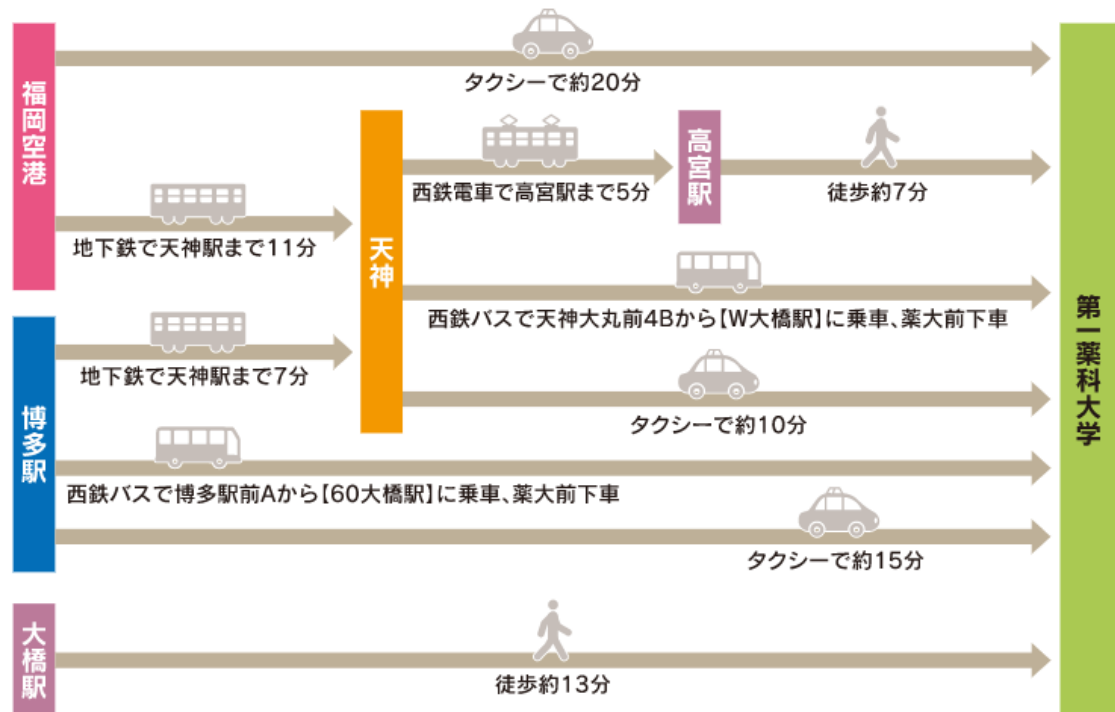 福岡空港
タクシーで約20分
高宮駅
西鉄電車で高宮駅まで5分
徒歩約7分
地下鉄で天神駅まで11分
天神
西鉄バスで天神大丸前4Bから【W大橋駅】に乗車、薬大前下車
地下鉄で天神駅まで7分
博多駅
タクシーで約10分
西鉄バスで博多駅前Aから【60大橋駅】に乗車、薬大前下車
タクシーで約15分
大橋駅
徒歩約13分
第一薬科大学